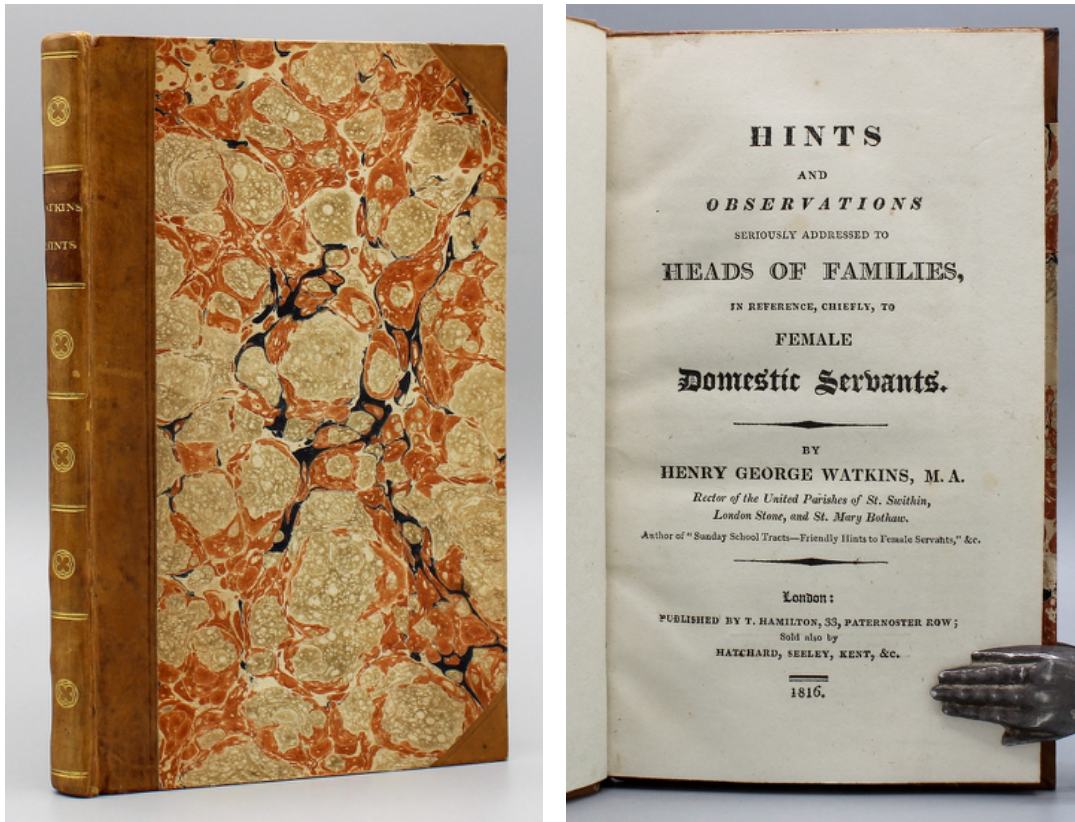 HINTS
HINTS
AND
OBSERVATIONS
SERIOUSLY ADDRESSED TO
HEADS OF FAMILIES,
IN REFERENCE, CHIEFLY, TO
FEMALE
Domestic Servants.
BY
HENRY GEORGE WATKINS, M. A.
Rector of the United Parishes of St. Swithin,
London Stone, and St. Mary Bothaw.
Author of "Sunday School Tracts—Friendly Hints to Female Servants," &c.
London:
PUBLISHED BY T. HAMILTON, 33, PATERNOSTER ROW;
Sold also by
HATCHARD, SEELEY, KENT, &c.
1816.